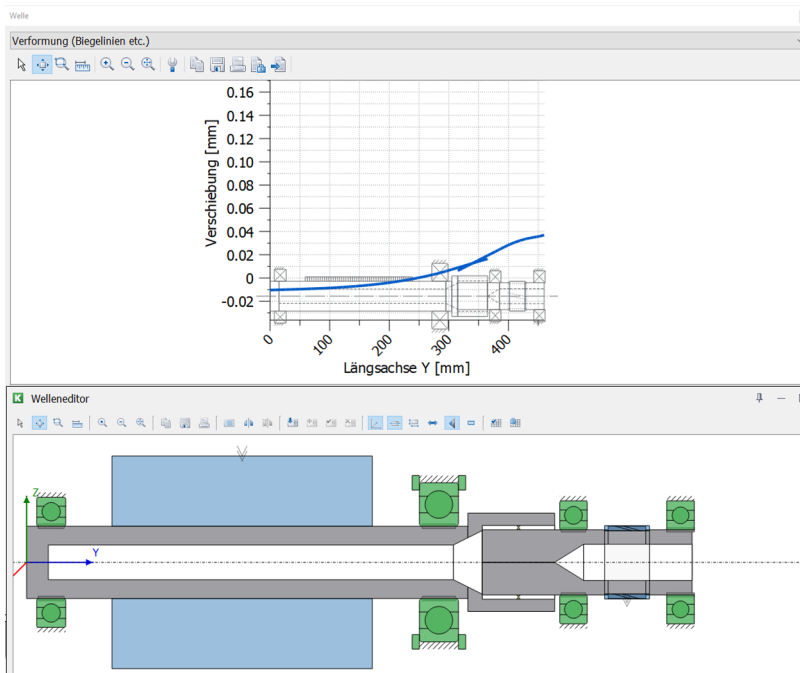 Welle
Verformung (Biegelinien etc.)
0.16
0.14
0.12
0.10
0.08
0.06
0.04
0.02
0
-0.02
Verschiebung [mm]
0
100
200
300
400
Längsachse Y [mm]
K Welleneditor
Z
Y